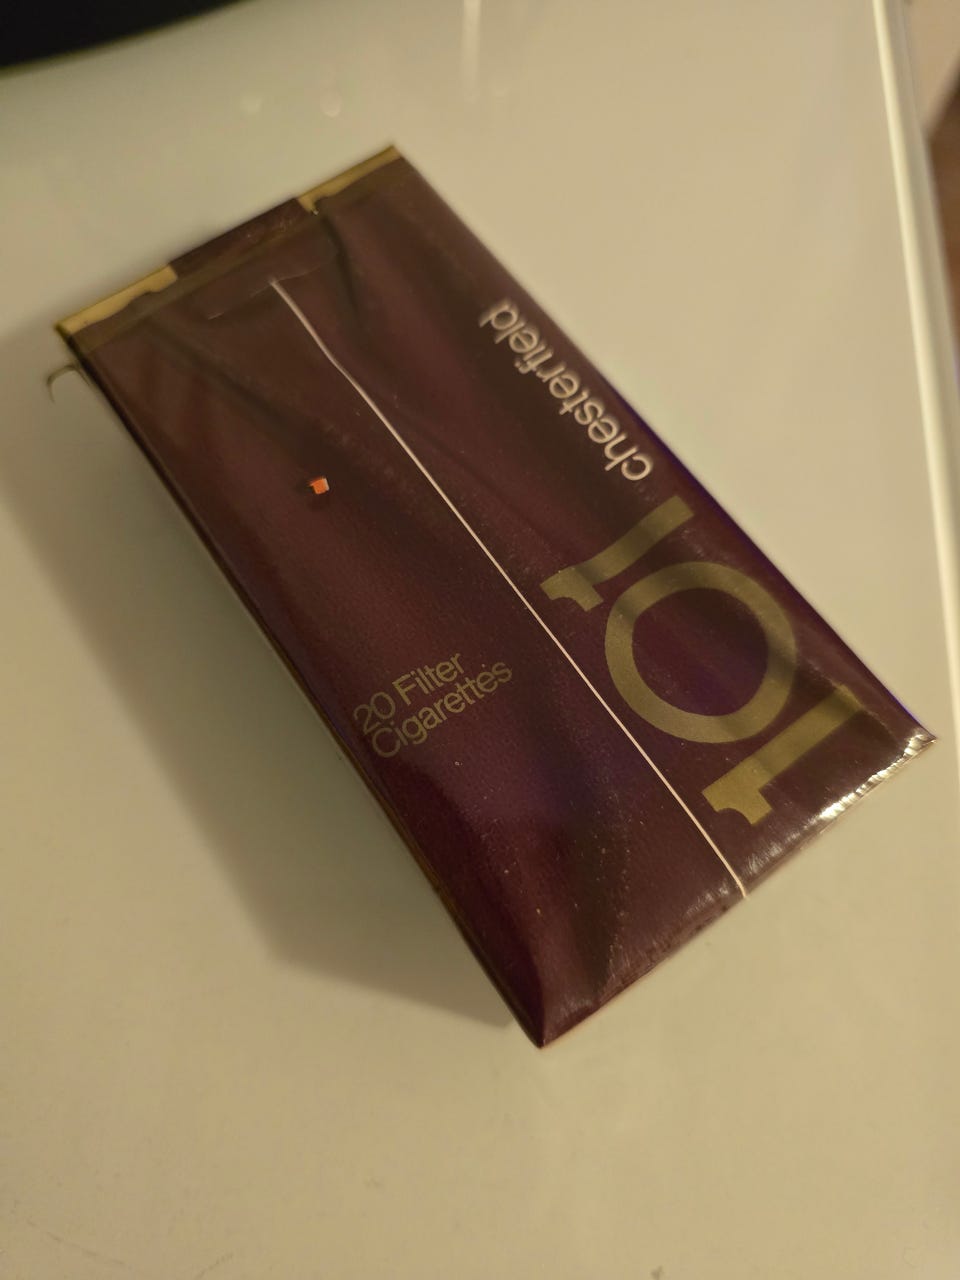 chesterfield
101
20 Filter
Cigarettes